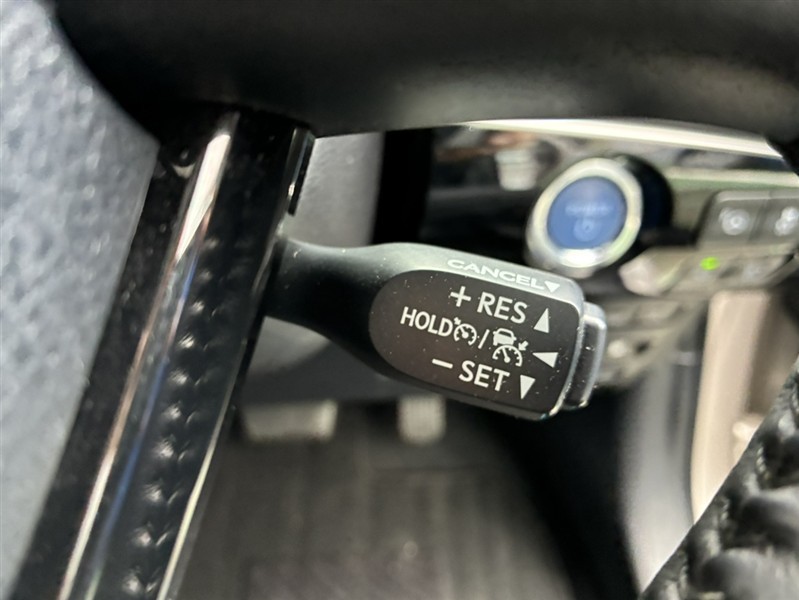 CANCEL▼
+ RES ▲
HOLD / ◀
− SET ▼